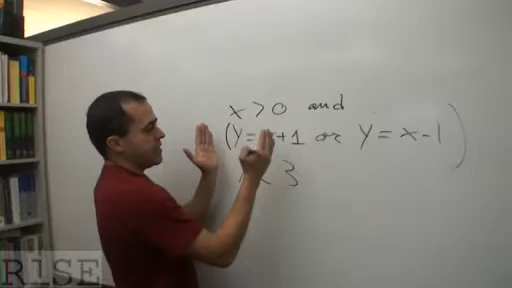 x > 0 and
(y = x+1 or y = x-1)
< 3
RISE